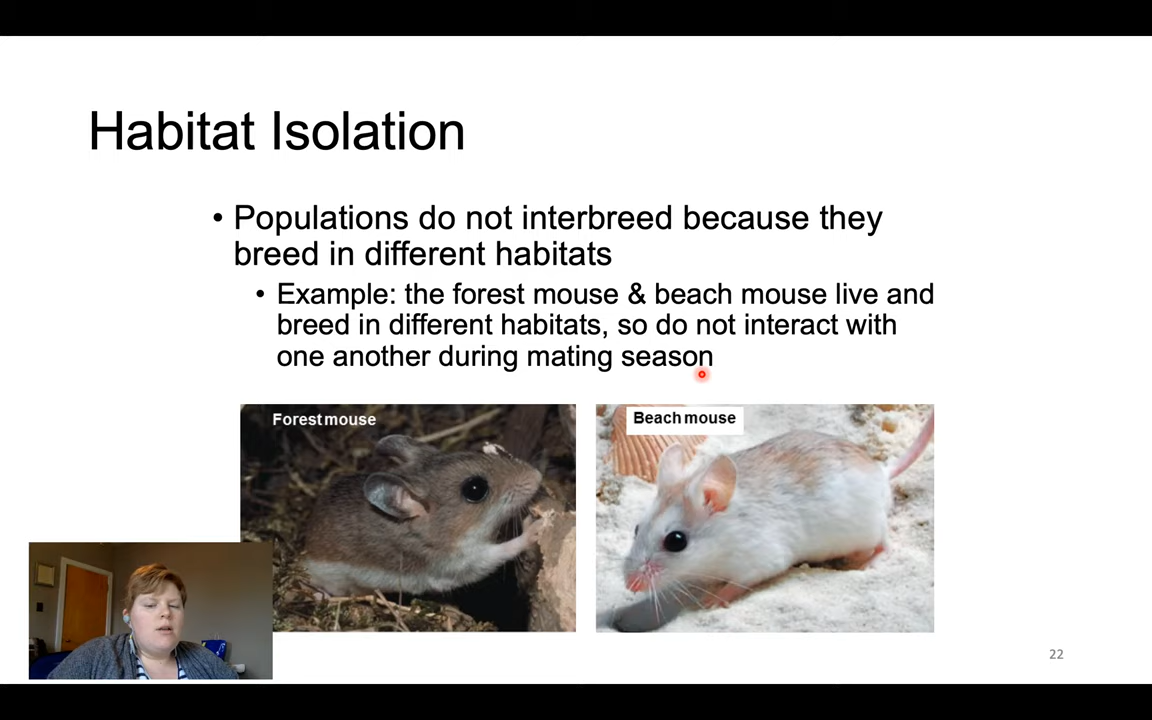 Habitat Isolation
• Populations do not interbreed because they
breed in different habitats
• Example: the forest mouse & beach mouse live and
breed in different habitats, so do not interact with
one another during mating season
Forest mouse
Beach mouse
22